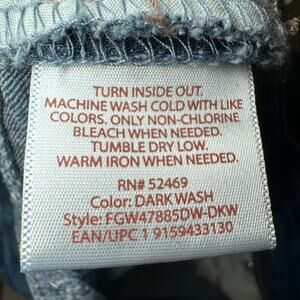 TURN INSIDE OUT.
MACHINE WASH COLD WITH LIKE
COLORS. ONLY NON-CHLORINE
BLEACH WHEN NEEDED.
TUMBLE DRY LOW.
WARM IRON WHEN NEEDED.
RN# 52469
Color: DARK WASH
Style: FGW47885DW-DKW
EAN/UPC 1 9159433130